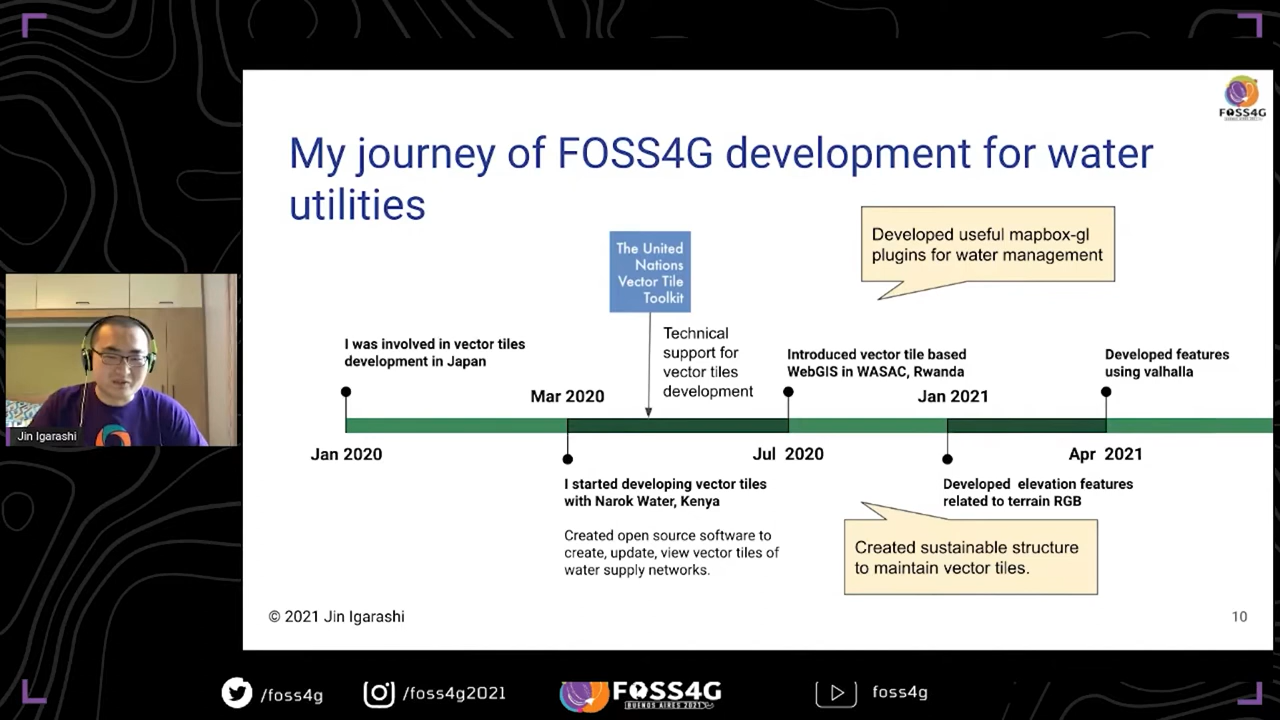 FOSS4G
BUENOS AIRES 2021
My journey of FOSS4G development for water
utilities
Developed useful mapbox-gl
plugins for water management
The United
Nations
Vector Tile
Toolkit
Technical
support for
vector tiles
development
I was involved in vector tiles
development in Japan
Introduced vector tile based
WebGIS in WASAC, Rwanda
Developed features
using valhalla
Mar 2020
Jan 2021
Jan 2020
Jul 2020
Apr 2021
I started developing vector tiles
with Narok Water, Kenya
Created open source software to
create, update, view vector tiles of
water supply networks.
Developed elevation features
related to terrain RGB
Created sustainable structure
to maintain vector tiles.
© 2021 Jin Igarashi
10
Jin Igarashi
/foss4g
/foss4g2021
FOSS4G
BUENOS AIRES 2021
foss4g